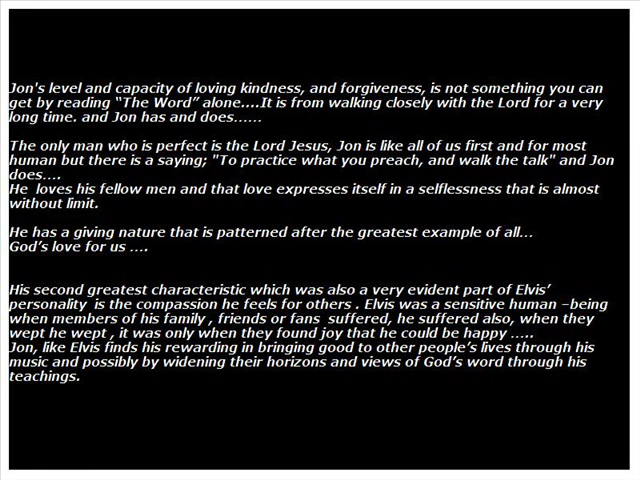 Jon's level and capacity of loving kindness, and forgiveness, is not something you can
get by reading “The Word” alone....It is from walking closely with the Lord for a very
long time. and Jon has and does……
The only man who is perfect is the Lord Jesus, Jon is like all of us first and for most
human but there is a saying; "To practice what you preach, and walk the talk" and Jon
does….
He  loves his fellow men and that love expresses itself in a selflessness that is almost
without limit.
He has a giving nature that is patterned after the greatest example of all…
God’s love for us ….
His second greatest characteristic which was also a very evident part of Elvis’
personality  is the compassion he feels for others . Elvis was a sensitive human –being
when members of his family , friends or fans  suffered, he suffered also, when they
wept he wept , it was only when they found joy that he could be happy …..
Jon, like Elvis finds his rewarding in bringing good to other people’s lives through his
music and possibly by widening their horizons and views of God’s word through his
teachings.